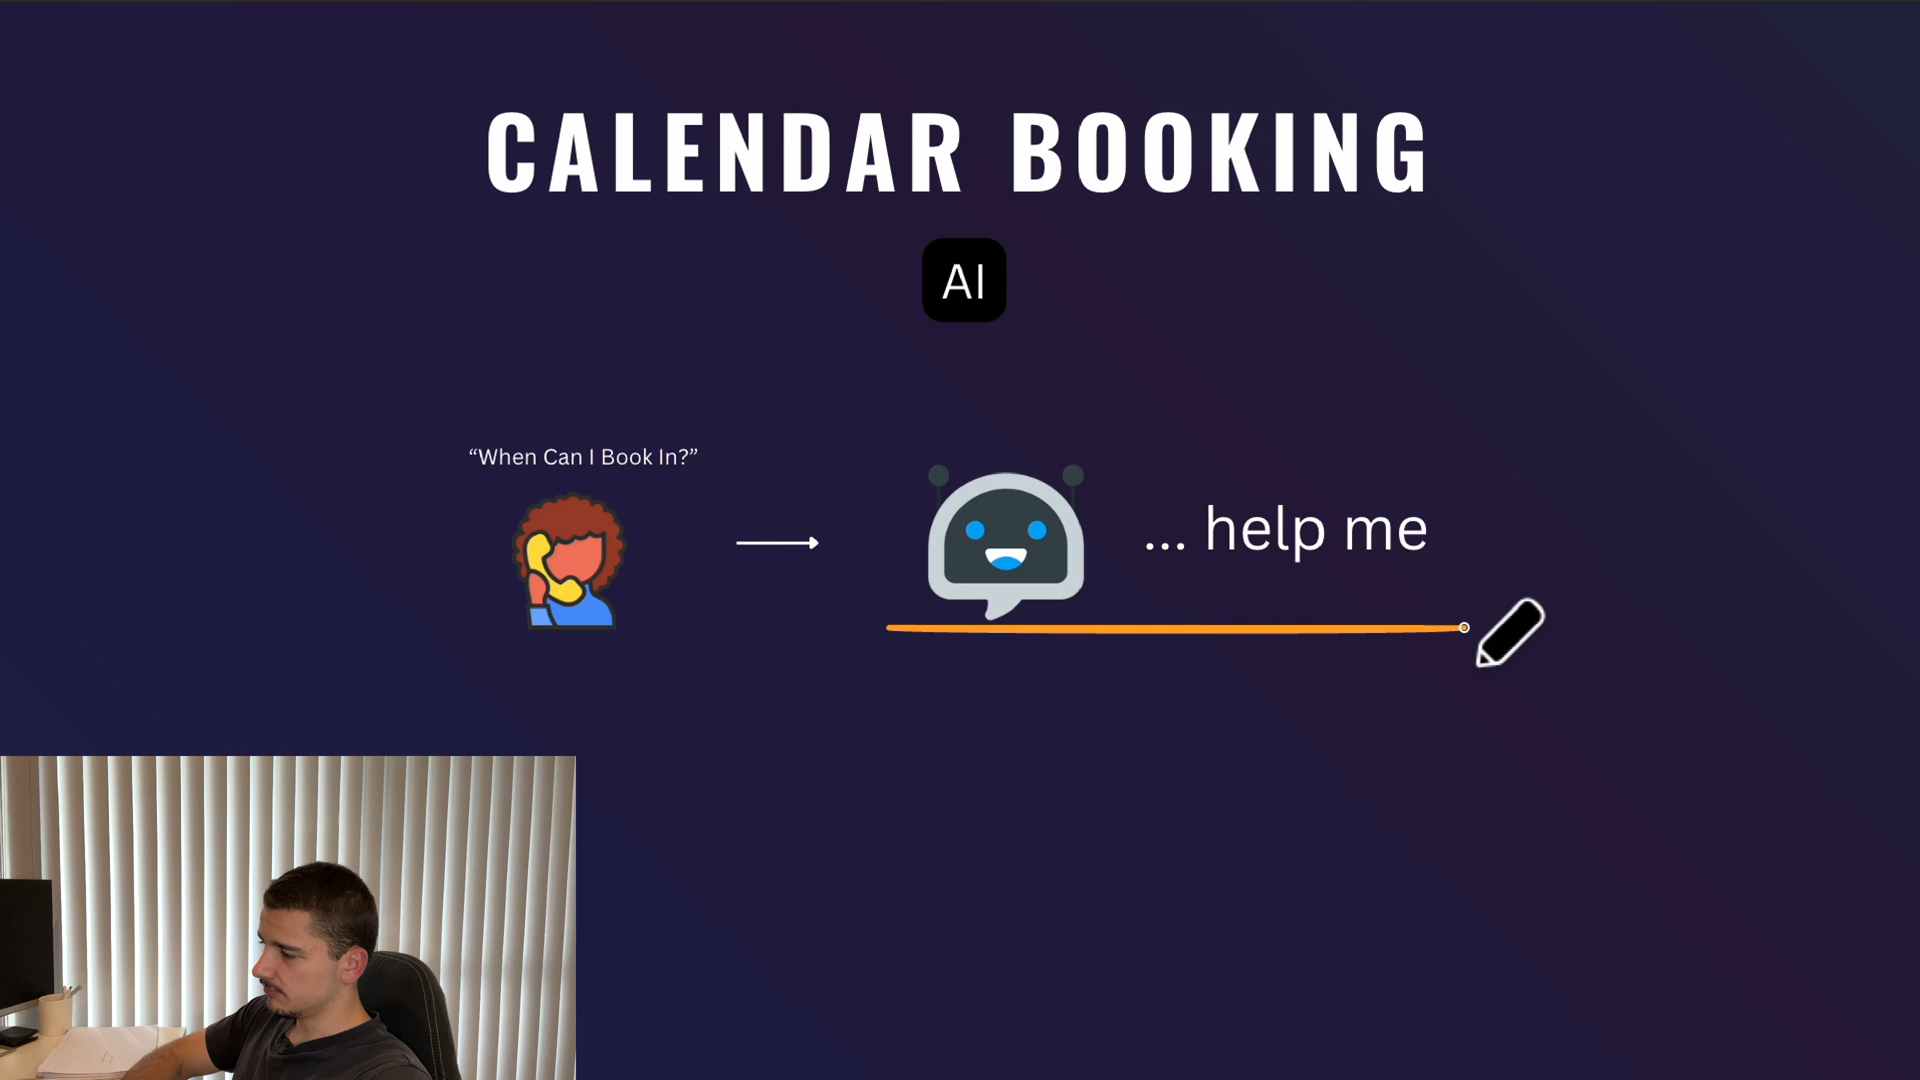 CALENDAR BOOKING
AI
“When Can I Book In?”
... help me